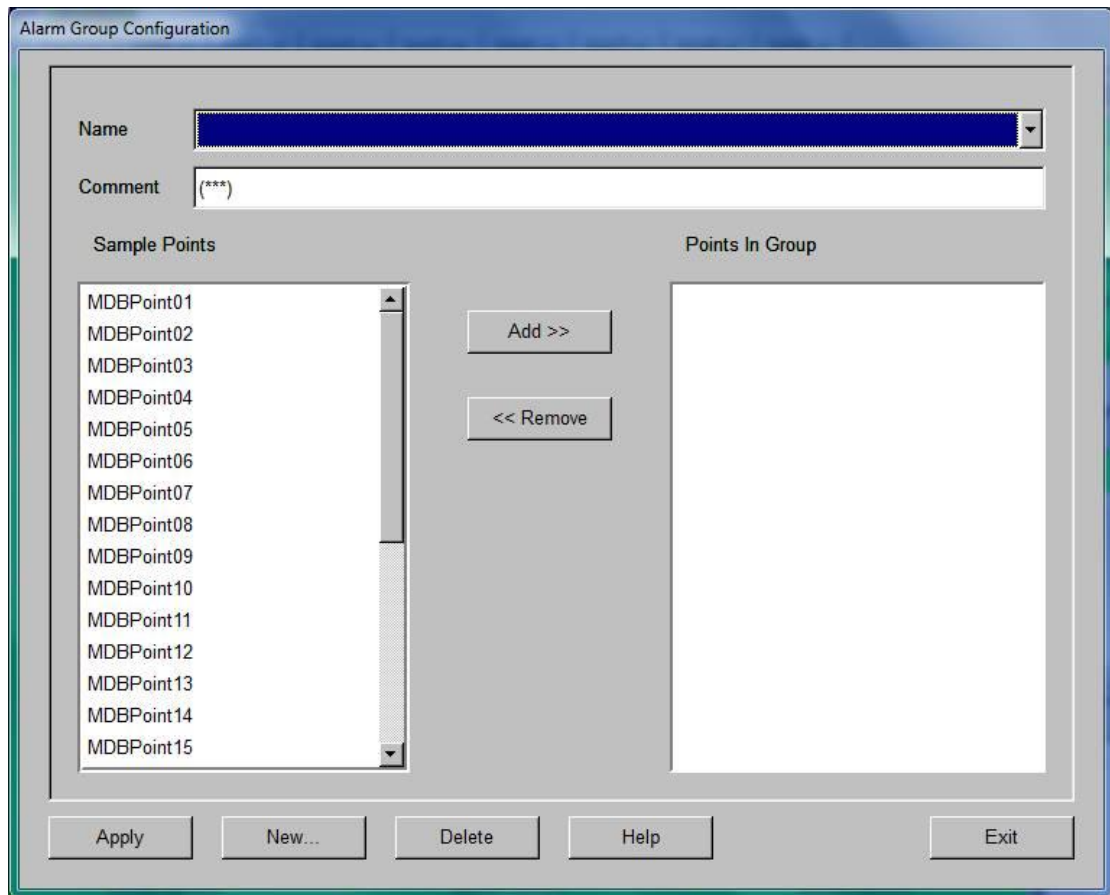 Alarm Group Configuration
Name
Comment (***)
Sample Points Points In Group
MDBPoint01
MDBPoint02
MDBPoint03
MDBPoint04
MDBPoint05
MDBPoint06
MDBPoint07
MDBPoint08
MDBPoint09
MDBPoint10
MDBPoint11
MDBPoint12
MDBPoint13
MDBPoint14
MDBPoint15
Add >>
<< Remove
Apply New... Delete Help Exit